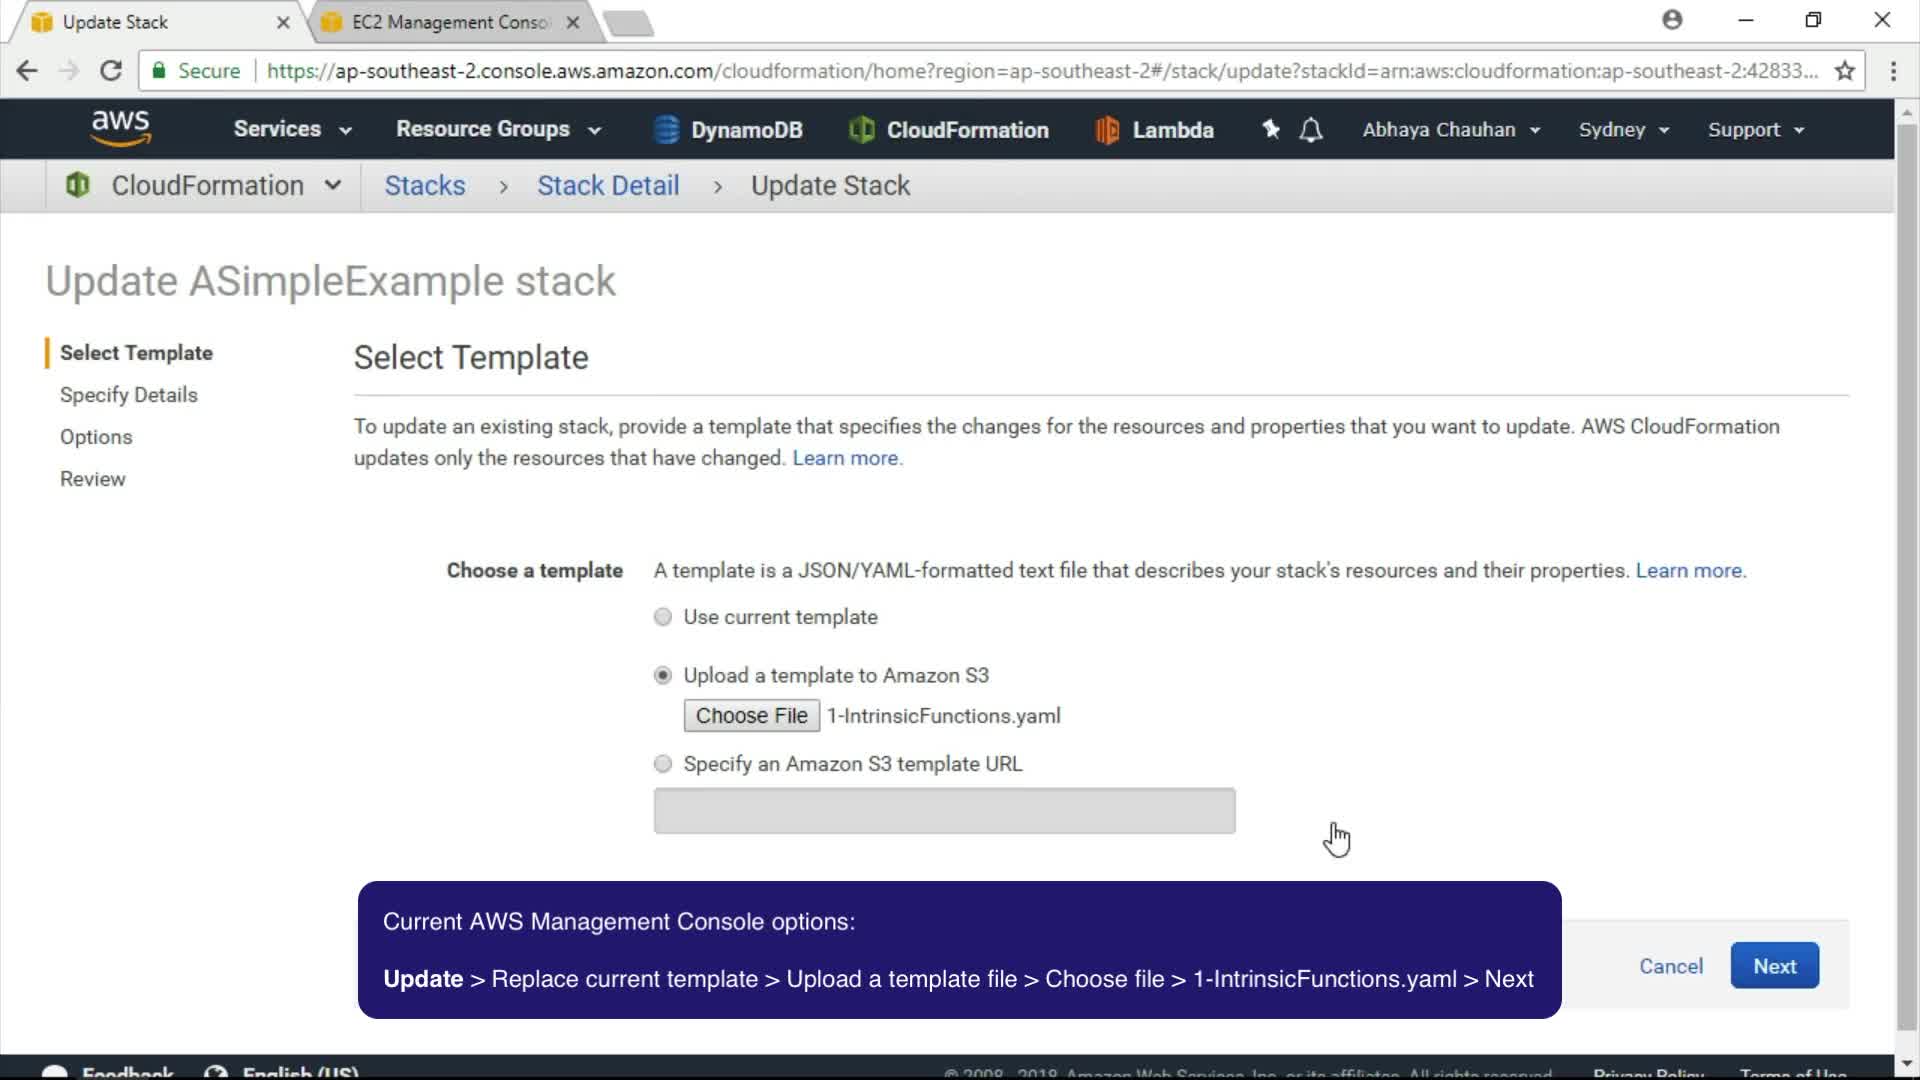 Update Stack
EC2 Management Conso
Secure
https://ap-southeast-2.console.aws.amazon.com/cloudformation/home?region=ap-southeast-2#/stack/update?stackId=arn:aws:cloudformation:ap-southeast-2:42833...
aws
Services
Resource Groups
DynamoDB
CloudFormation
Lambda
Abhaya Chauhan
Sydney
Support
CloudFormation
Stacks > Stack Detail > Update Stack
Update ASimpleExample stack
Select Template
Specify Details
Options
Review
Select Template
To update an existing stack, provide a template that specifies the changes for the resources and properties that you want to update. AWS CloudFormation
updates only the resources that have changed. Learn more.
Choose a template
A template is a JSON/YAML-formatted text file that describes your stack's resources and their properties. Learn more.
Use current template
Upload a template to Amazon S3
Choose File 1-IntrinsicFunctions.yaml
Specify an Amazon S3 template URL
Current AWS Management Console options:
Update > Replace current template > Upload a template file > Choose file > 1-IntrinsicFunctions.yaml > Next
Cancel
Next
Feedback
English (US)
© 2008 - 2018, Amazon Web Services, Inc. or its affiliates. All rights reserved.
Privacy Policy
Terms of Use